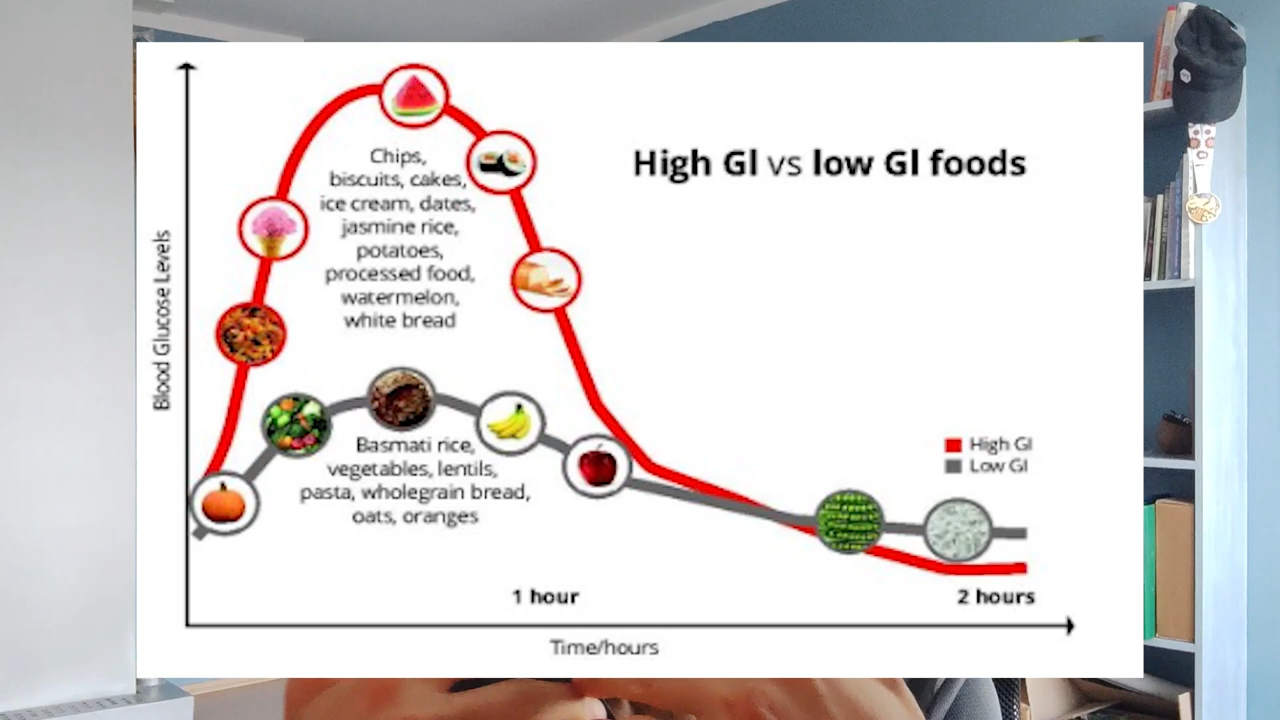 High GI vs low GI foods
Chips,
biscuits, cakes,
ice cream, dates,
jasmine rice,
potatoes,
processed food,
watermelon,
white bread
Blood Glucose Levels
Basmati rice,
vegetables, lentils,
pasta, wholegrain bread,
oats, oranges
High GI
Low GI
1 hour
2 hours
Time/hours